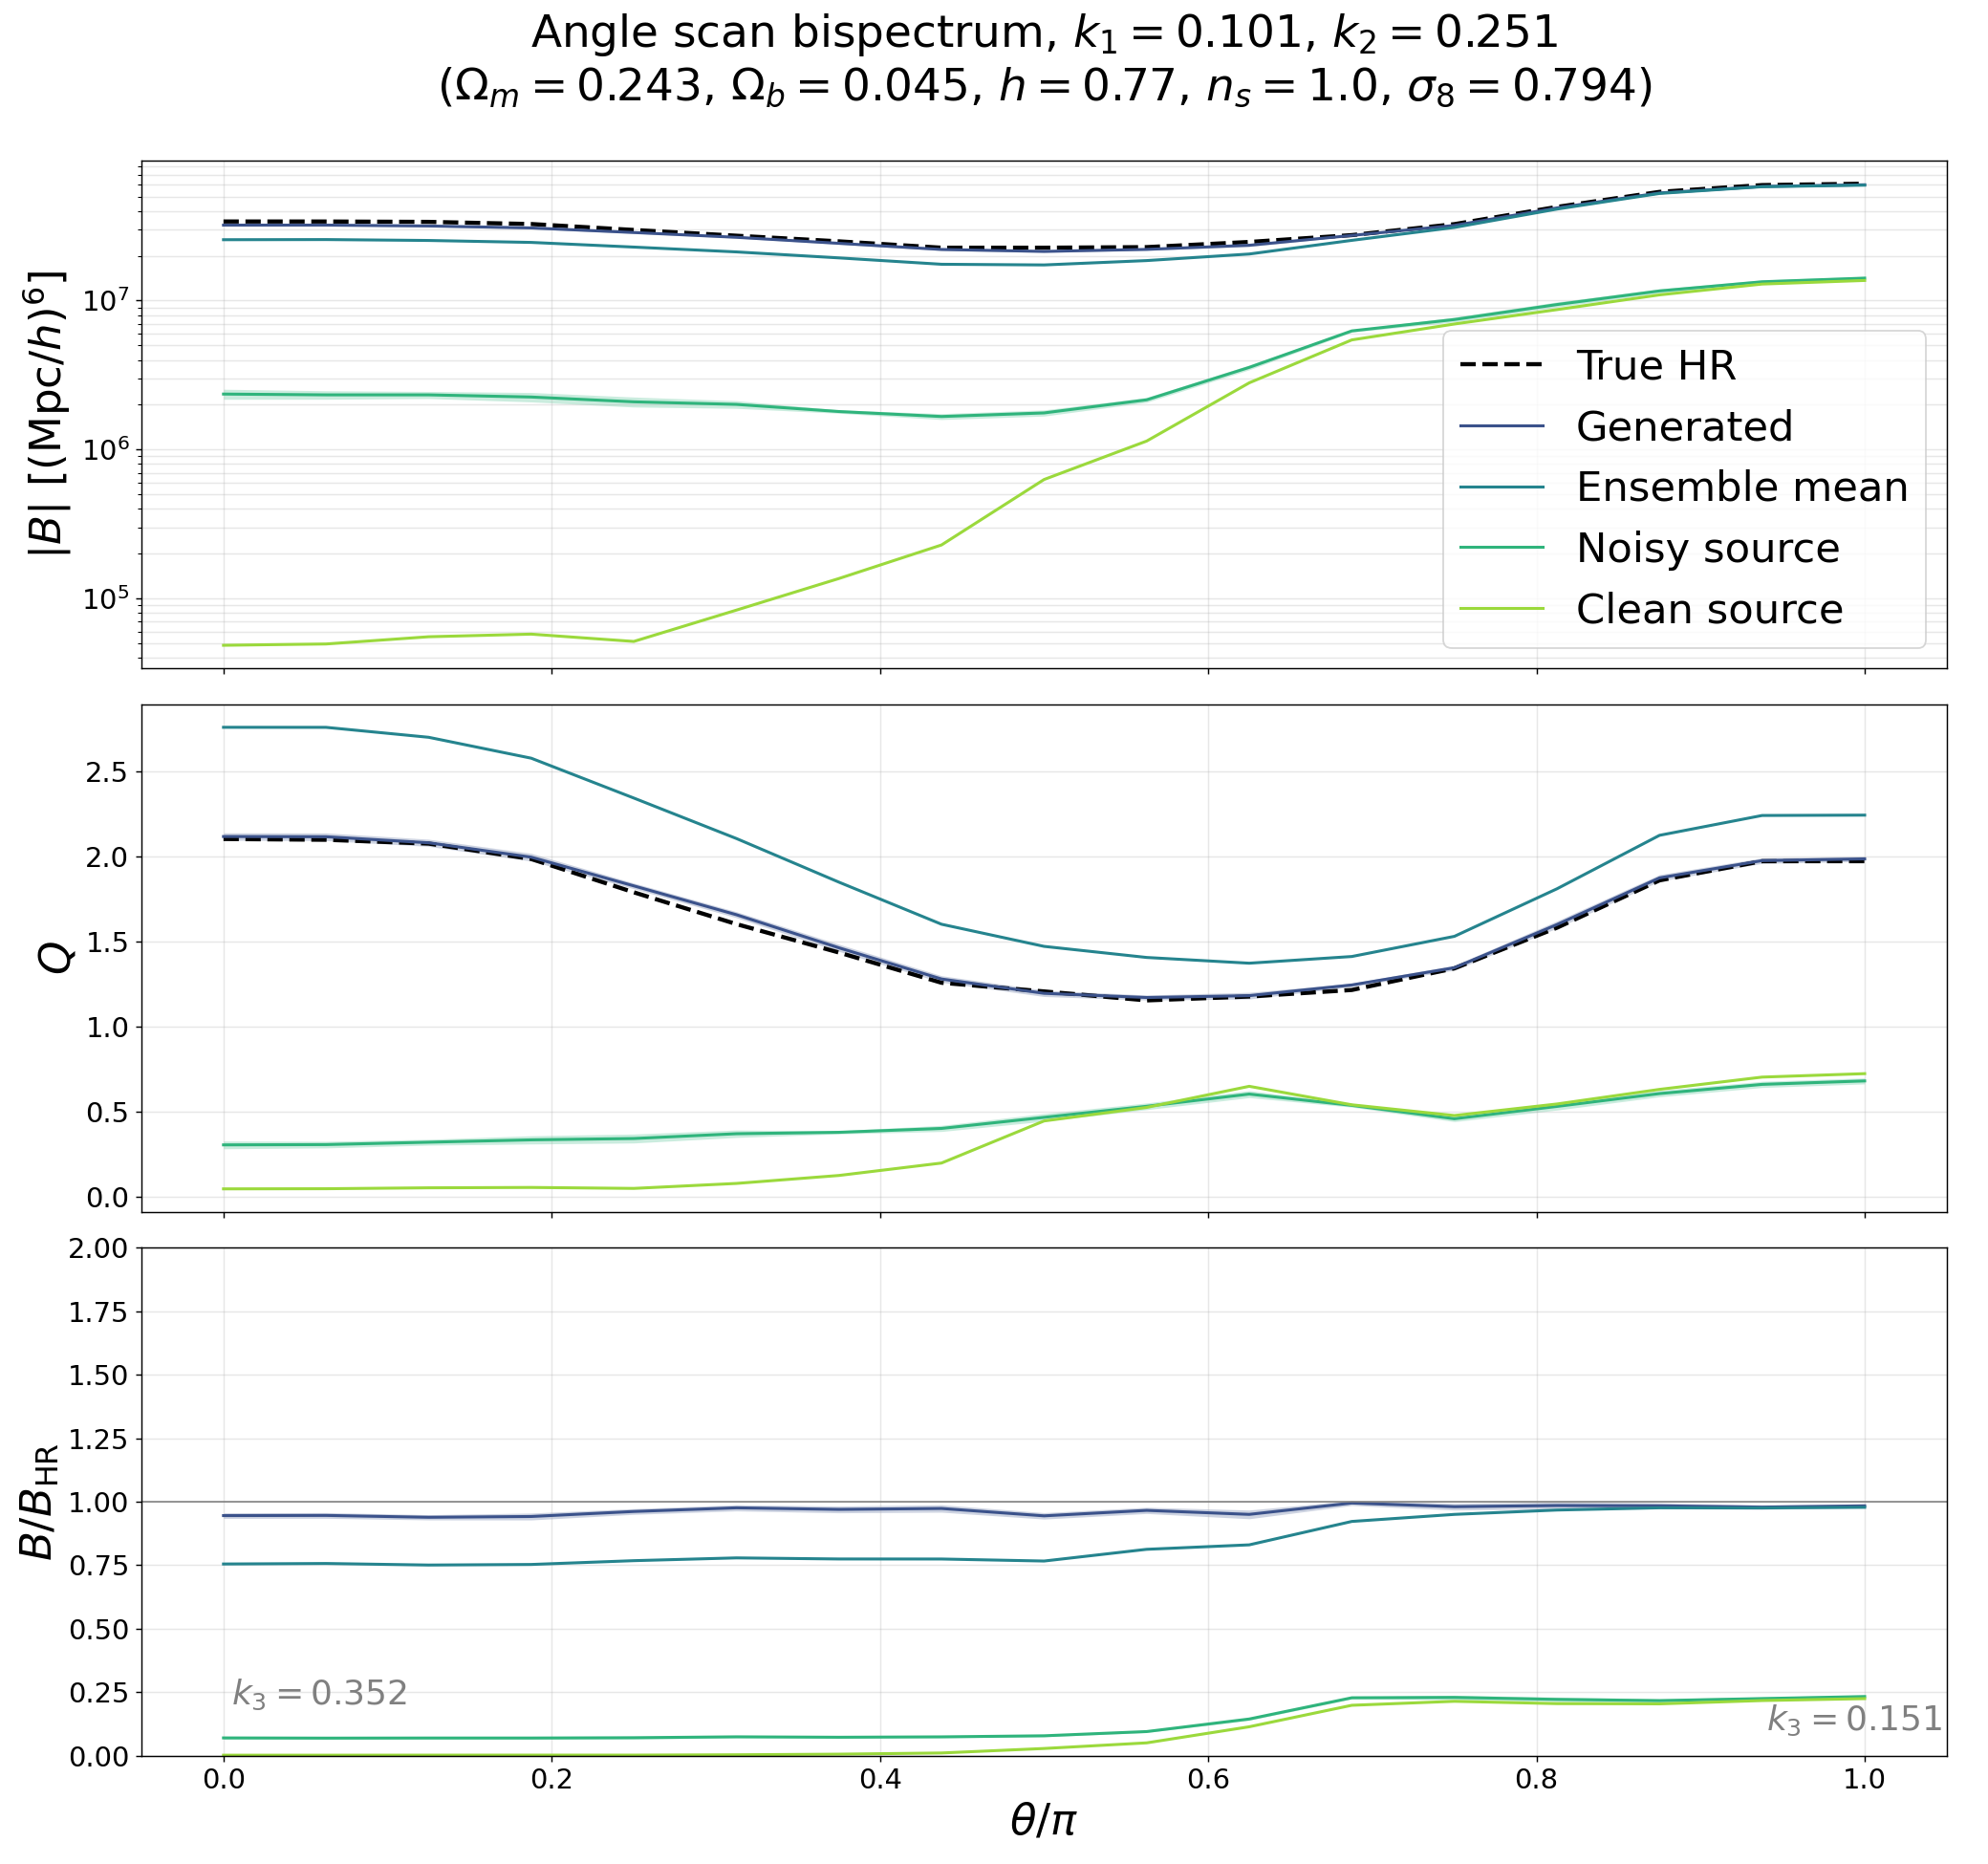 Angle scan bispectrum, k₁ = 0.101, k₂ = 0.251
(Ωₘ = 0.243, Ω_b = 0.045, h = 0.77, nₛ = 1.0, σ₈ = 0.794)
|B| [(Mpc/h)⁶]
10⁷
10⁶
10⁵
True HR
Generated
Ensemble mean
Noisy source
Clean source
Q
2.5
2.0
1.5
1.0
0.5
0.0
B/B_HR
2.00
1.75
1.50
1.25
1.00
0.75
0.50
0.25
0.00
k₃ = 0.352
k₃ = 0.151
0.0 0.2 0.4 0.6 0.8 1.0
θ/π